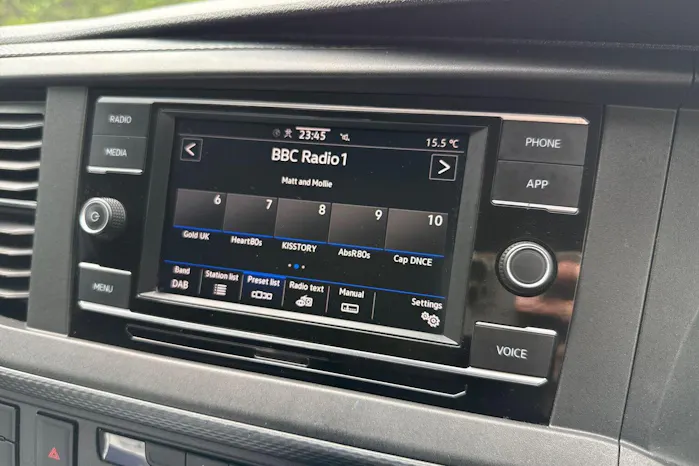 RADIO
MEDIA
MENU
23:45
15.5 °C
<
BBC Radio 1
>
Matt and Mollie
6 7 8 9 10
Gold UK Heart80s KISSTORY AbsR80s Cap DNCE
Band Station list Preset list Radio text Manual Settings
DAB
PHONE
APP
VOICE